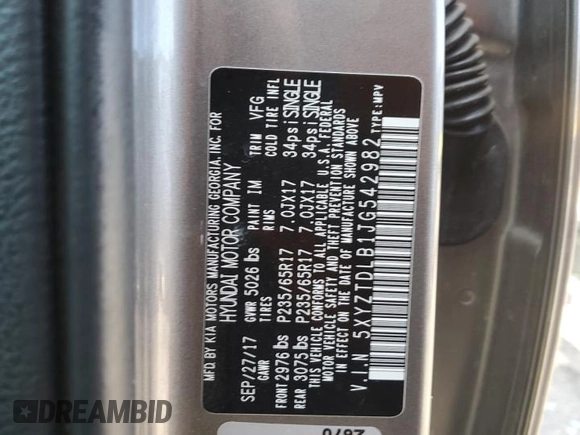 MFD BY KIA MOTORS MANUFACTURING GEORGIA, INC. FOR
HYUNDAI MOTOR COMPANY
SEP/27/17 GVWR 5026 lbs PAINT IM TRIM VFG
GAWR RIMS COLD TIRE INFL
FRONT 2976 lbs P235/65R17 7.0JX17 34psi SINGLE
REAR 3075 lbs P235/65R17 7.0JX17 34psi SINGLE
THIS VEHICLE CONFORMS TO ALL APPLICABLE U.S.A. FEDERAL
MOTOR VEHICLE SAFETY AND THEFT PREVENTION STANDARDS
IN EFFECT ON THE DATE OF MANUFACTURE SHOWN ABOVE.
V.I.N 5XYZTDLB1JG542982 TYPE:MPV
DREAMBID